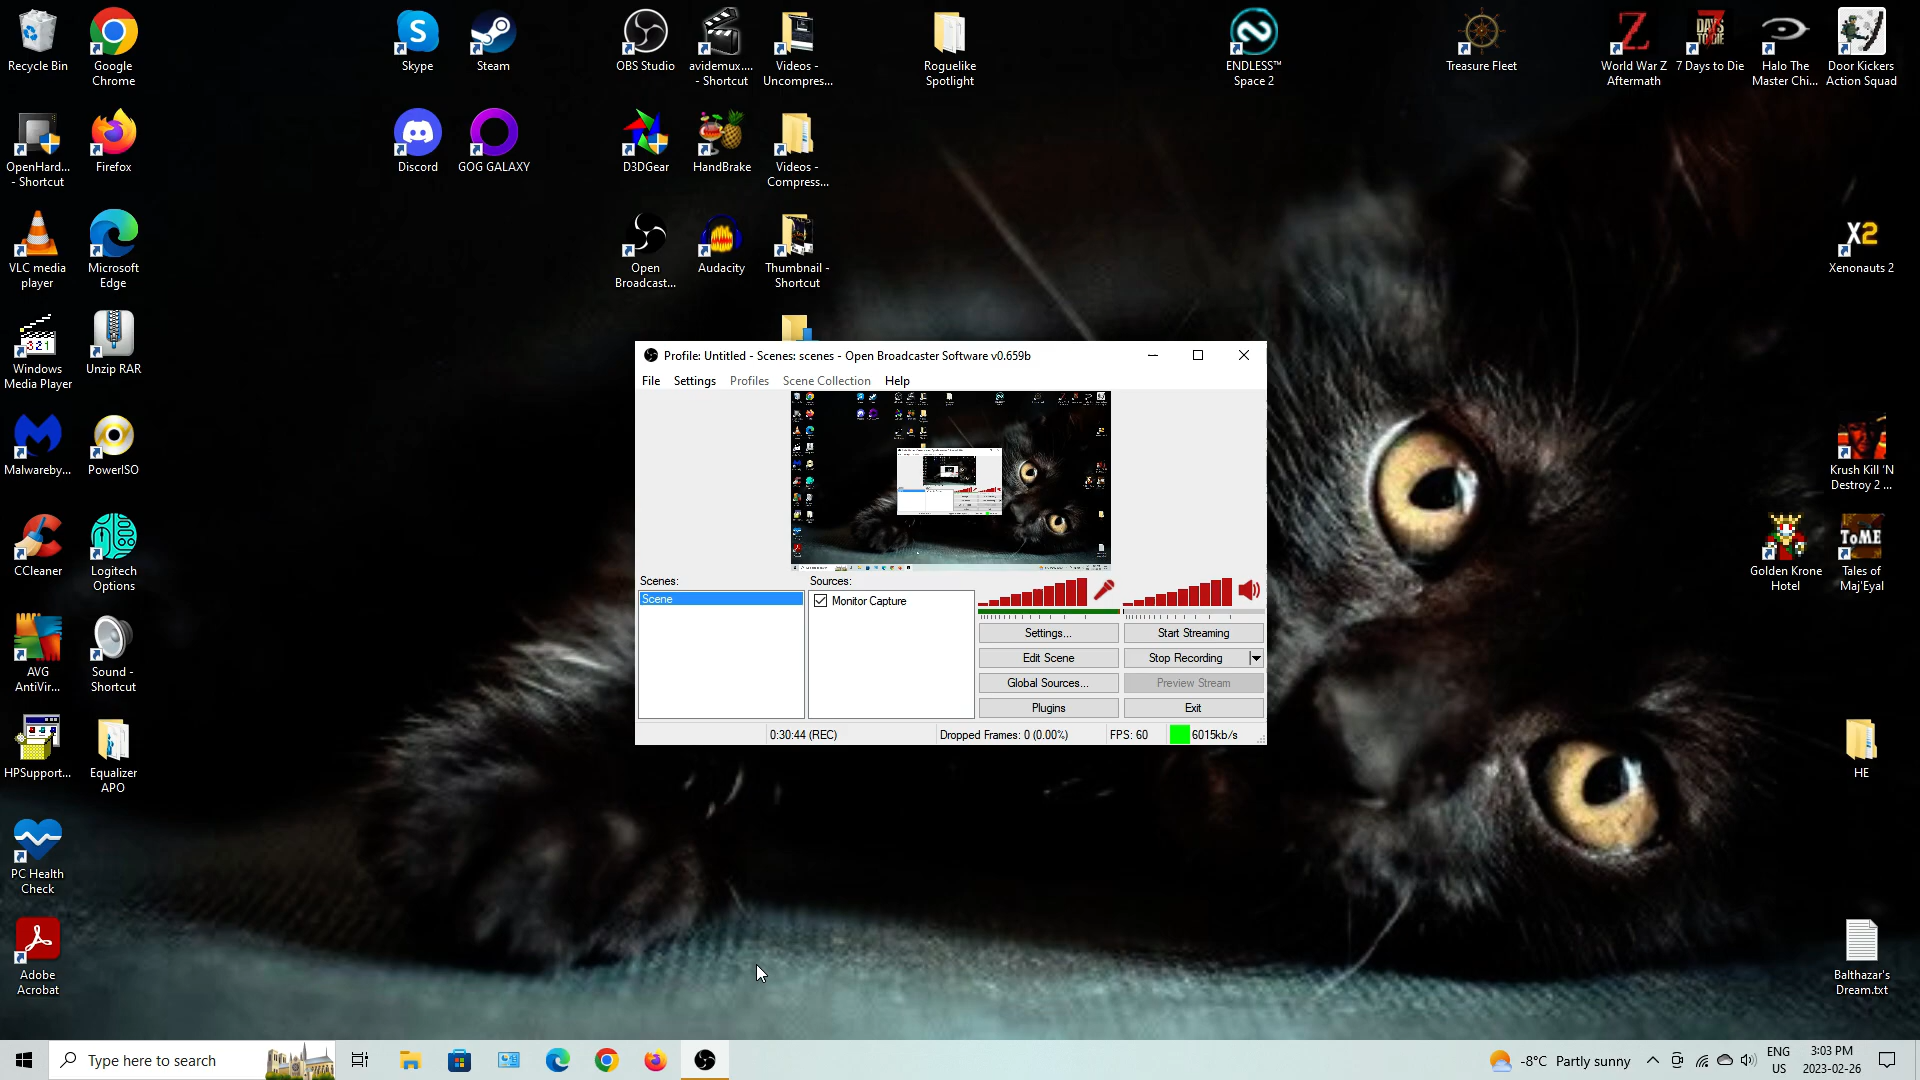 Recycle Bin
Google
Chrome
Skype
Steam
OBS Studio
avidemux....
- Shortcut
Videos -
Uncompres...
Roguelike
Spotlight
ENDLESS™
Space 2
Treasure Fleet
World War Z
Aftermath
7 Days to Die
Halo The
Master Chi...
Door Kickers
Action Squad
OpenHard...
- Shortcut
Firefox
Discord
GOG GALAXY
D3DGear
HandBrake
Videos -
Compress...
VLC media
player
Microsoft
Edge
Open
Broadcast...
Audacity
Thumbnail -
Shortcut
X2
Xenonauts 2
321
Windows
Media Player
Unzip RAR
Malwareby...
PowerISO
Krush Kill 'N
Destroy 2 ...
CCleaner
Logitech
Options
Golden Krone
Hotel
ToME
Tales of
Maj'Eyal
AVG
AntiVir...
Sound -
Shortcut
HPSupport...
Equalizer
APO
HE
PC Health
Check
Adobe
Acrobat
Balthazar's
Dream.txt
Profile: Untitled - Scenes: scenes - Open Broadcaster Software v0.659b
File Settings Profiles Scene Collection Help
Scenes:
Scene
Sources:
Monitor Capture
Settings...
Start Streaming
Edit Scene
Stop Recording
Global Sources...
Preview Stream
Plugins
Exit
0:30:44 (REC)
Dropped Frames: 0 (0.00%)
FPS: 60
6015kb/s
Type here to search
-8°C Partly sunny
ENG
US
3:03 PM
2023-02-26